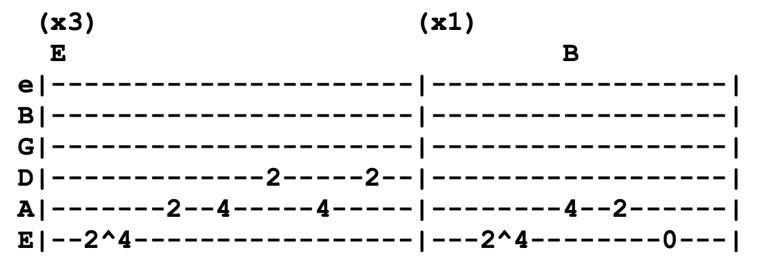 (x3)                    (x1)
E                              B
e|----------------------|------------------|
B|----------------------|------------------|
G|----------------------|------------------|
D|-------------2-----2--|------------------|
A|-------2--4-----4-----|--------4--2------|
E|--2^4-----------------|---2^4--------0---|